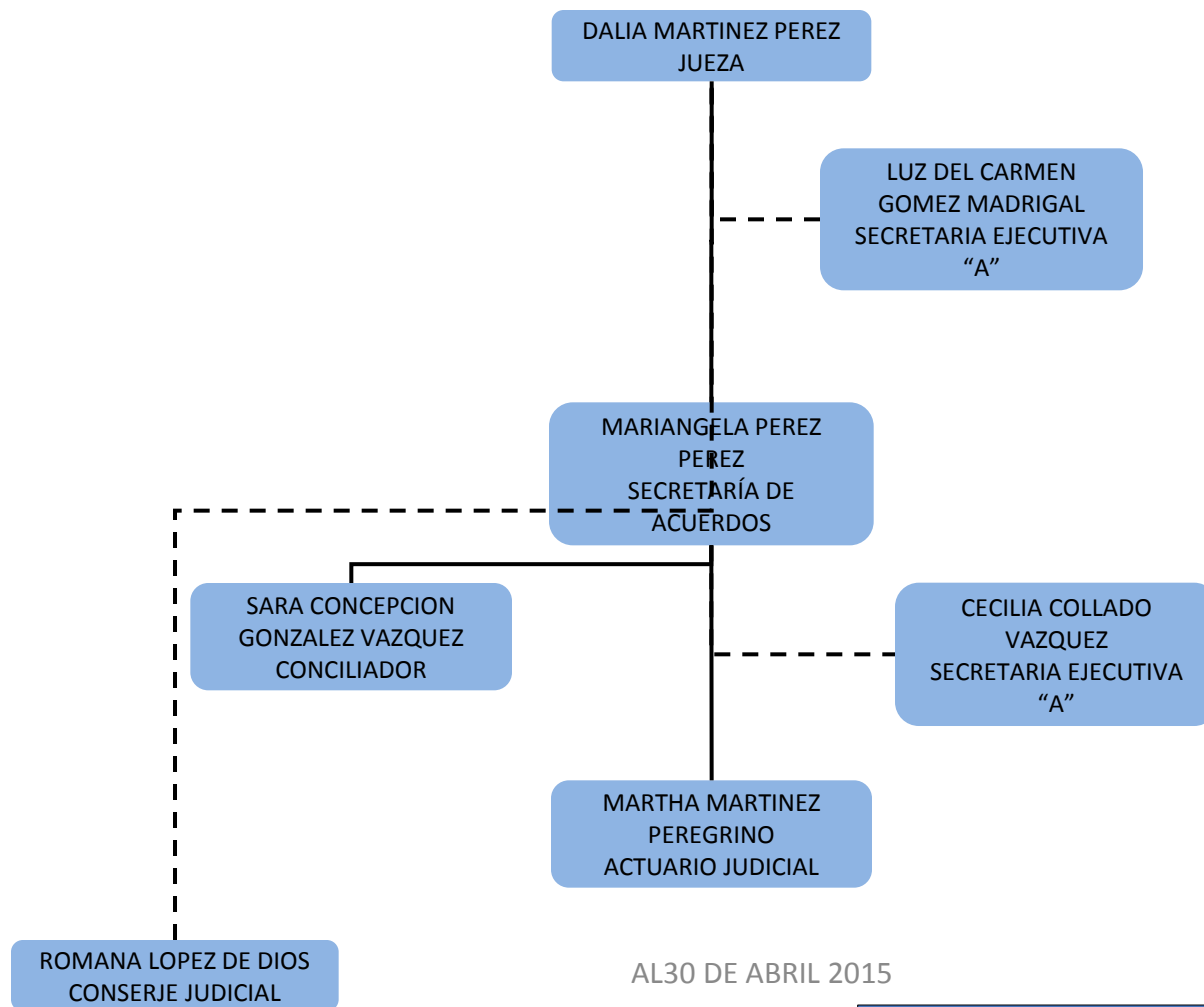 DALIA MARTINEZ PEREZ
JUEZA
LUZ DEL CARMEN
GOMEZ MADRIGAL
SECRETARIA EJECUTIVA
“A”
MARIANGELA PEREZ
PEREZ
SECRETARÍA DE
ACUERDOS
SARA CONCEPCION
GONZALEZ VAZQUEZ
CONCILIADOR
CECILIA COLLADO
VAZQUEZ
SECRETARIA EJECUTIVA
“A”
MARTHA MARTINEZ
PEREGRINO
ACTUARIO JUDICIAL
ROMANA LOPEZ DE DIOS
CONSERJE JUDICIAL
AL30 DE ABRIL 2015